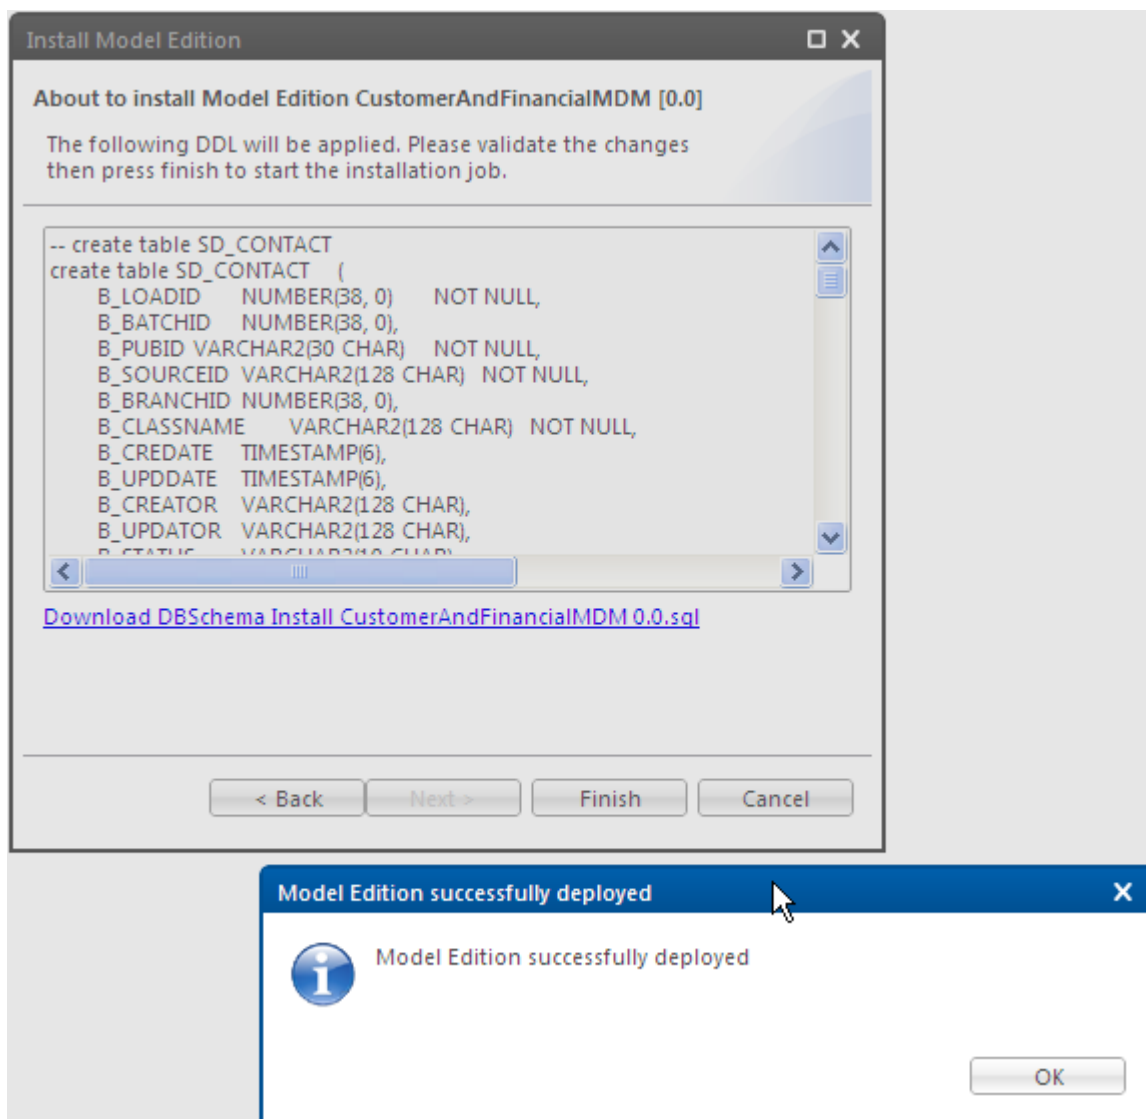 Install Model Edition
About to install Model Edition CustomerAndFinancialMDM [0.0]
The following DDL will be applied. Please validate the changes
then press finish to start the installation job.
-- create table SD_CONTACT
create table SD_CONTACT (
B_LOADID NUMBER(38, 0) NOT NULL,
B_BATCHID NUMBER(38, 0),
B_PUBID VARCHAR2(30 CHAR) NOT NULL,
B_SOURCEID VARCHAR2(128 CHAR) NOT NULL,
B_BRANCHID NUMBER(38, 0),
B_CLASSNAME VARCHAR2(128 CHAR) NOT NULL,
B_CREDATE TIMESTAMP(6),
B_UPDDATE TIMESTAMP(6),
B_CREATOR VARCHAR2(128 CHAR),
B_UPDATOR VARCHAR2(128 CHAR),
B_STATUS VARCHAR2(10 CHAR)
Download DBSchema Install CustomerAndFinancialMDM 0.0.sql
< Back Next > Finish Cancel
Model Edition successfully deployed
Model Edition successfully deployed
OK